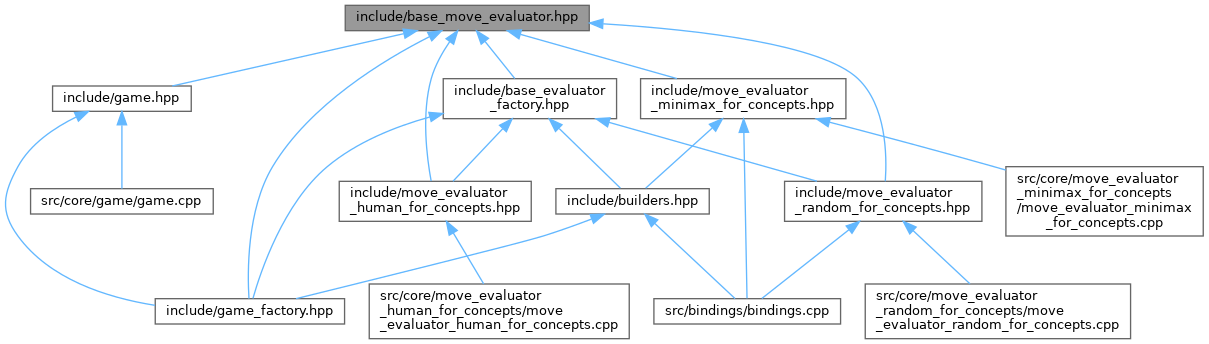 include/base_move_evaluator.hpp
include/game.hpp
include/base_evaluator
_factory.hpp
include/move_evaluator
_minimax_for_concepts.hpp
src/core/game/game.cpp
include/move_evaluator
_human_for_concepts.hpp
include/builders.hpp
include/move_evaluator
_random_for_concepts.hpp
src/core/move_evaluator
_minimax_for_concepts
/move_evaluator_minimax
_for_concepts.cpp
include/game_factory.hpp
src/core/move_evaluator
_human_for_concepts/move
_evaluator_human_for_concepts.cpp
src/bindings/bindings.cpp
src/core/move_evaluator
_random_for_concepts/move
_evaluator_random_for_concepts.cpp